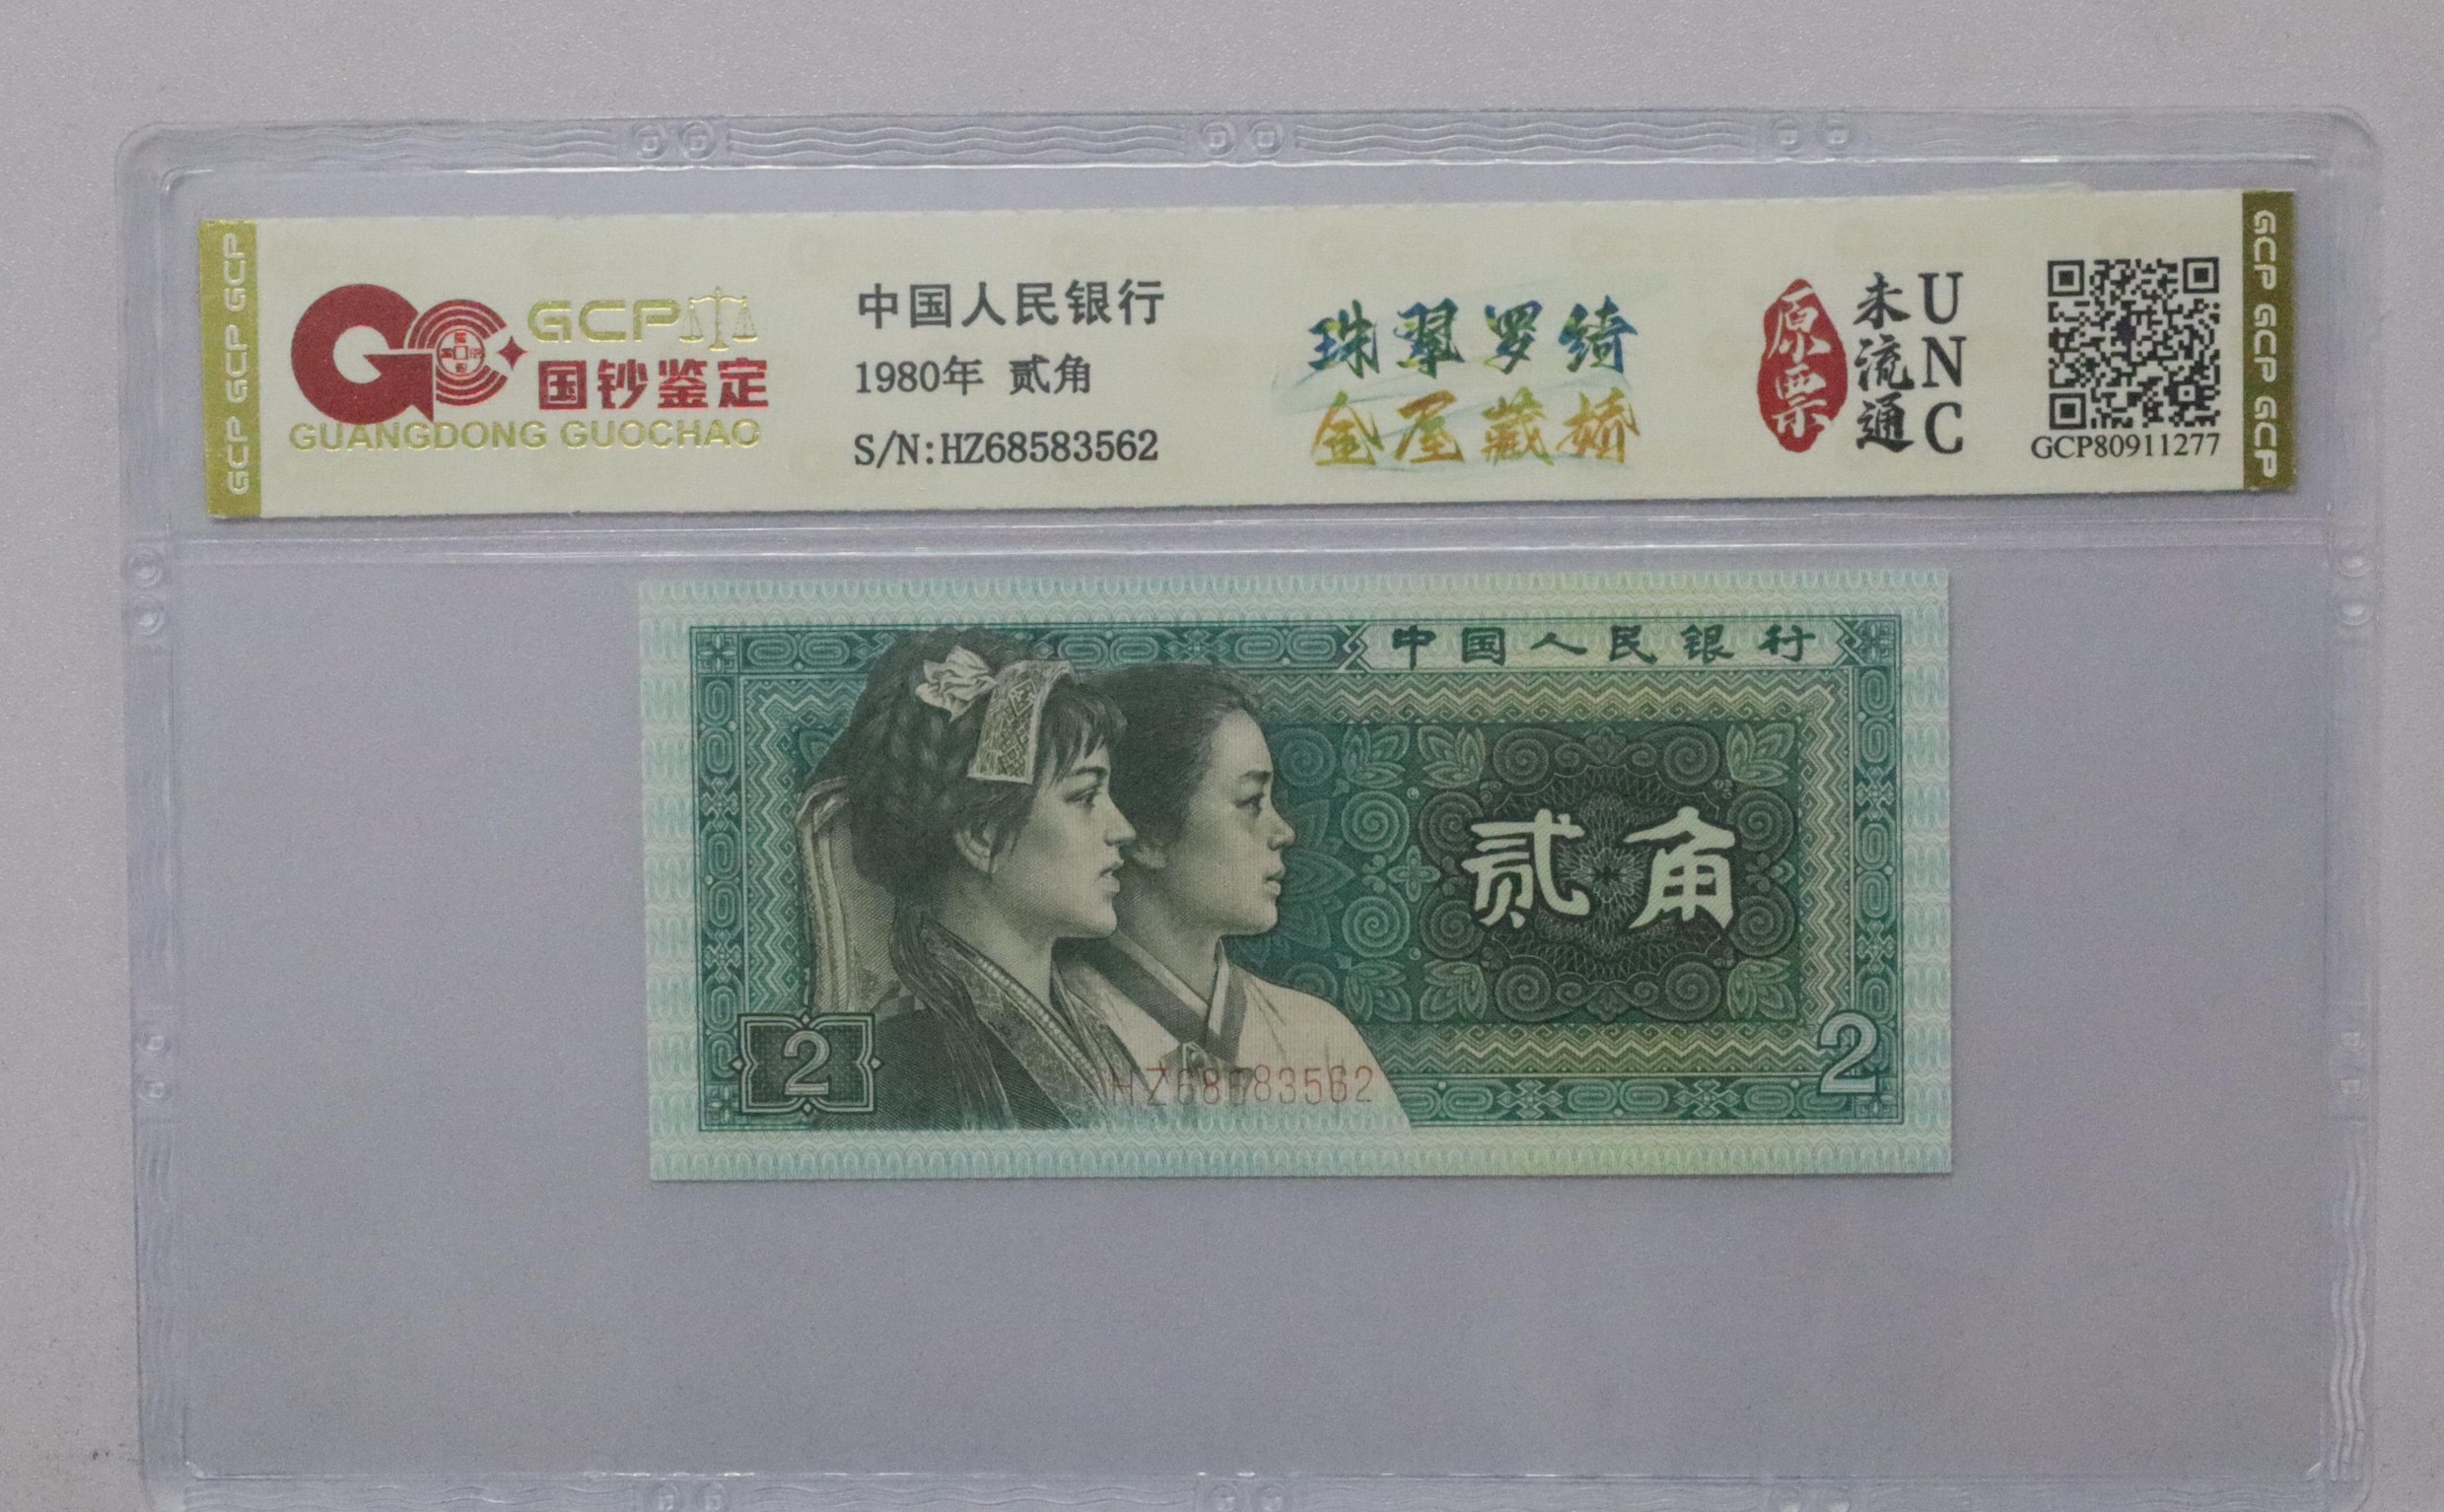 GCP GCP GCP
GCP
国钞鉴定
GUANGDONG GUOCHAO
中国人民银行
1980年 贰角
S/N:HZ68583562
珠翠罗绮
金屋藏娇
原票
未流通
UNC
GCP80911277
GCP GCP GCP
中国人民银行
贰角
2
2
HZ68583562